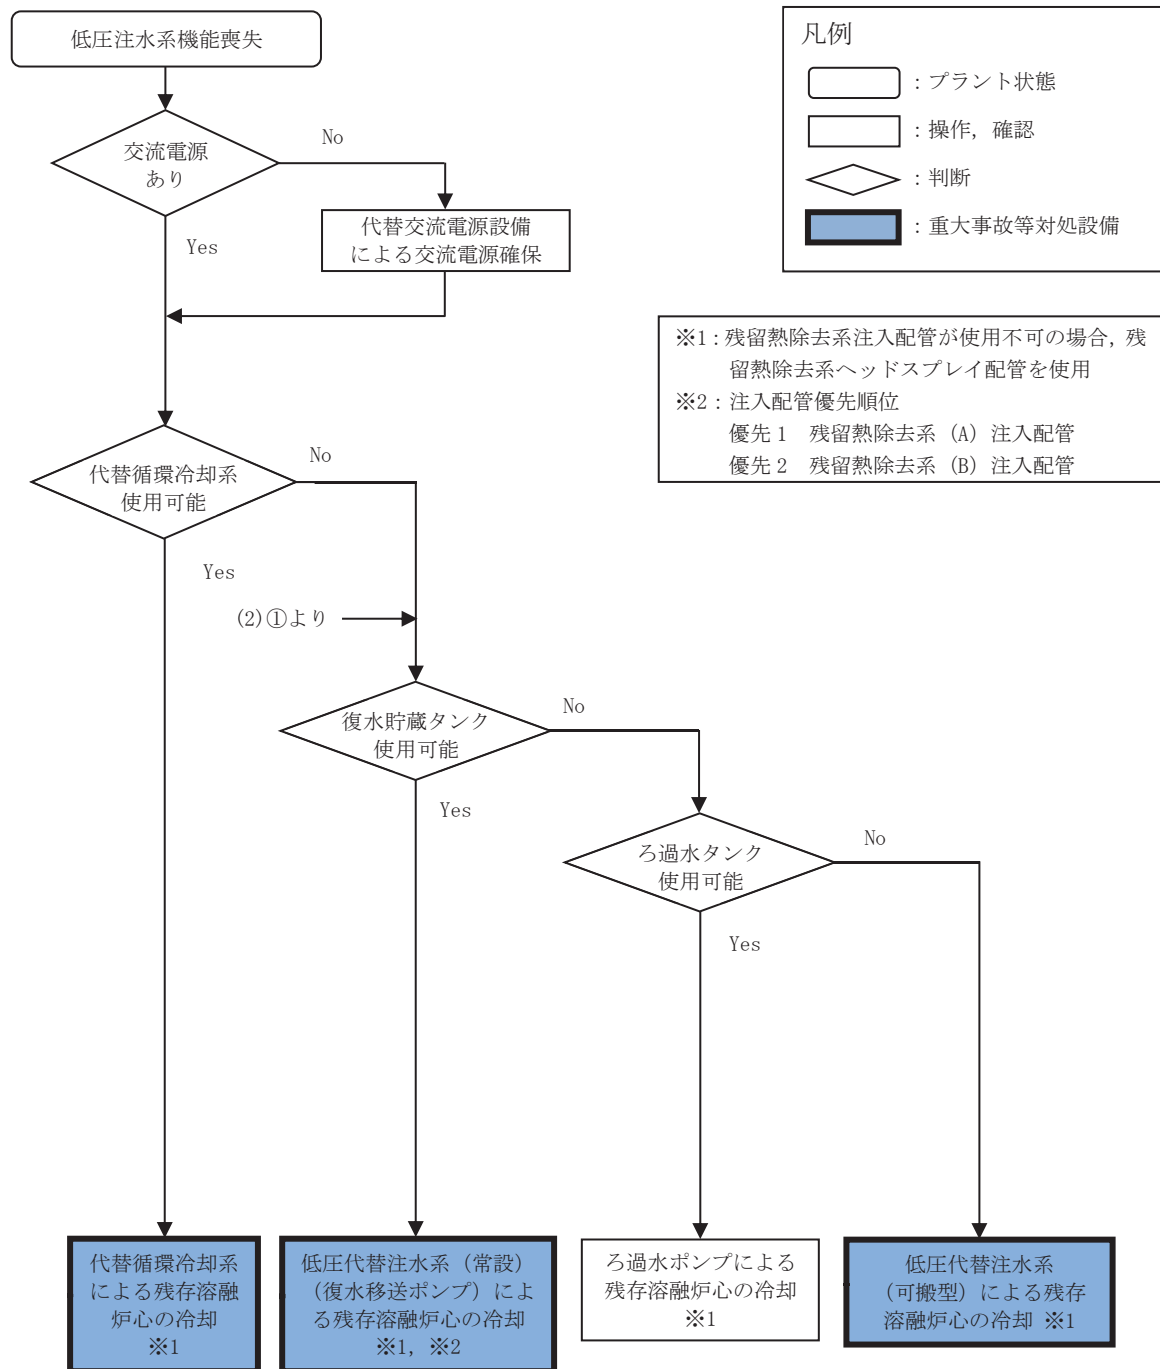 低圧注水系機能喪失
交流電源
あり
No
Yes
代替交流電源設備
による交流電源確保
凡例
：プラント状態
：操作，確認
：判断
：重大事故等対処設備
※1：残留熱除去系注入配管が使用不可の場合，残
留熱除去系ヘッドスプレイ配管を使用
※2：注入配管優先順位
優先1　残留熱除去系（A）注入配管
優先2　残留熱除去系（B）注入配管
代替循環冷却系
使用可能
No
Yes
(2)①より
復水貯蔵タンク
使用可能
No
Yes
ろ過水タンク
使用可能
No
Yes
代替循環冷却系
による残存溶融
炉心の冷却
※1
低圧代替注水系（常設）
（復水移送ポンプ）によ
る残存溶融炉心の冷却
※1，※2
ろ過水ポンプによる
残存溶融炉心の冷却
※1
低圧代替注水系
（可搬型）による残存
溶融炉心の冷却 ※1